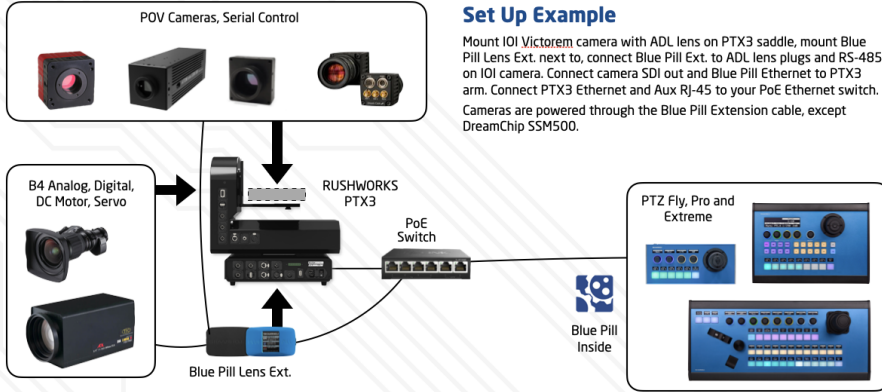 POV Cameras, Serial Control
Set Up Example
Mount IOI Victorem camera with ADL lens on PTX3 saddle, mount Blue
Pill Lens Ext. next to, connect Blue Pill Ext. to ADL lens plugs and RS-485
on IOI camera. Connect camera SDI out and Blue Pill Ethernet to PTX3
arm. Connect PTX3 Ethernet and Aux RJ-45 to your PoE Ethernet switch.
Cameras are powered through the Blue Pill Extension cable, except
DreamChip SSM500.
B4 Analog, Digital,
DC Motor, Servo
RUSHWORKS
PTX3
PoE
Switch
PTZ Fly, Pro and
Extreme
Blue Pill
Inside
Blue Pill Lens Ext.